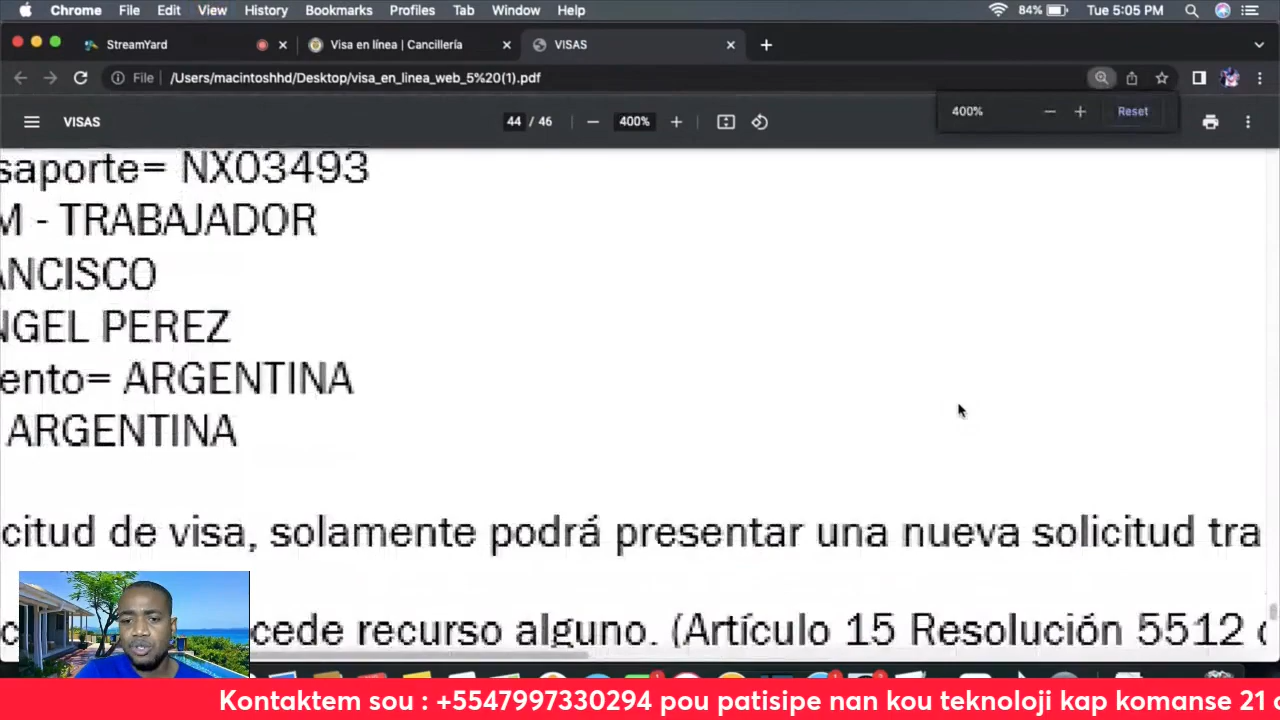 Chrome File Edit View History Bookmarks Profiles Tab Window Help 84% Tue 5:05 PM
StreamYard Visa en línea | Cancillería VISAS
File /Users/macintoshhd/Desktop/visa_en_linea_web_5%20(1).pdf
400% Reset
VISAS 44 / 46 400%
saporte= NX03493
M - TRABAJADOR
ANCISCO
NGEL PEREZ
ento= ARGENTINA
ARGENTINA
citud de visa, solamente podrá presentar una nueva solicitud tra
cede recurso alguno. (Artículo 15 Resolución 5512
Kontaktem sou : +5547997330294 pou patisipe nan kou teknoloji kap komanse 21